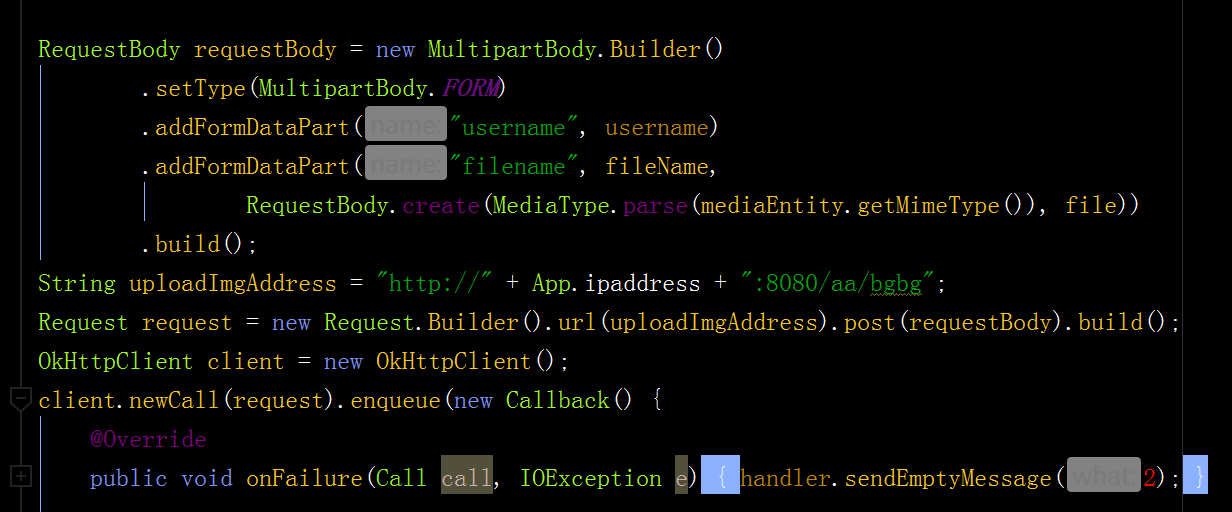 RequestBody requestBody = new MultipartBody.Builder()
.setType(MultipartBody.FORM)
.addFormDataPart(name: "username", username)
.addFormDataPart(name: "filename", fileName,
RequestBody.create(MediaType.parse(mediaEntity.getMimeType()), file))
.build();
String uploadImgAddress = "http://" + App.ipaddress + ":8080/aa/bgbg";
Request request = new Request.Builder().url(uploadImgAddress).post(requestBody).build();
OkHttpClient client = new OkHttpClient();
client.newCall(request).enqueue(new Callback() {
@Override
public void onFailure(Call call, IOException e) { handler.sendEmptyMessage(what: 2); }